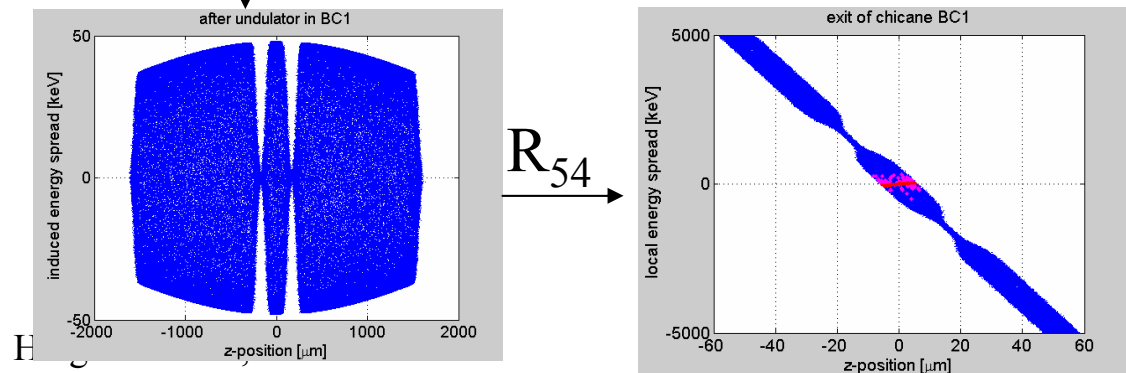 after undulator in BC1
induced energy spread [keV]
50
0
-50
-2000
-1000
0
1000
2000
z-position [μm]
R54
exit of chicane BC1
local energy spread [keV]
5000
0
-5000
-60
-40
-20
0
20
40
60
z-position [μm]